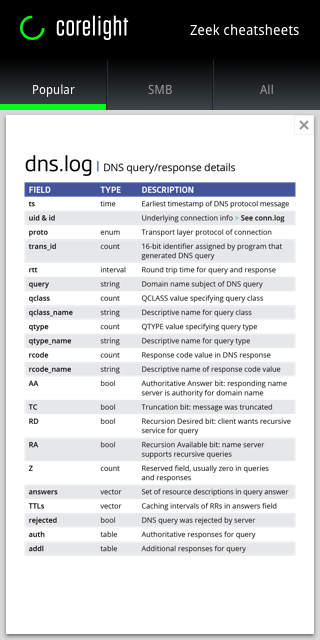 corelight
Zeek cheatsheets
Popular SMB All
dns.log | DNS query/response details
FIELD TYPE DESCRIPTION
ts time Earliest timestamp of DNS protocol message
uid & id Underlying connection info > See conn.log
proto enum Transport layer protocol of connection
trans_id count 16-bit identifier assigned by program that
generated DNS query
rtt interval Round trip time for query and response
query string Domain name subject of DNS query
qclass count QCLASS value specifying query class
qclass_name string Descriptive name for query class
qtype count QTYPE value specifying query type
qtype_name string Descriptive name for query type
rcode count Response code value in DNS response
rcode_name string Descriptive name of response code value
AA bool Authoritative Answer bit: responding name
server is authority for domain name
TC bool Truncation bit: message was truncated
RD bool Recursion Desired bit: client wants recursive
service for query
RA bool Recursion Available bit: name server
supports recursive queries
Z count Reserved field, usually zero in queries
and responses
answers vector Set of resource descriptions in query answer
TTLs vector Caching intervals of RRs in answers field
rejected bool DNS query was rejected by server
auth table Authoritative responses for query
addl table Additional responses for query